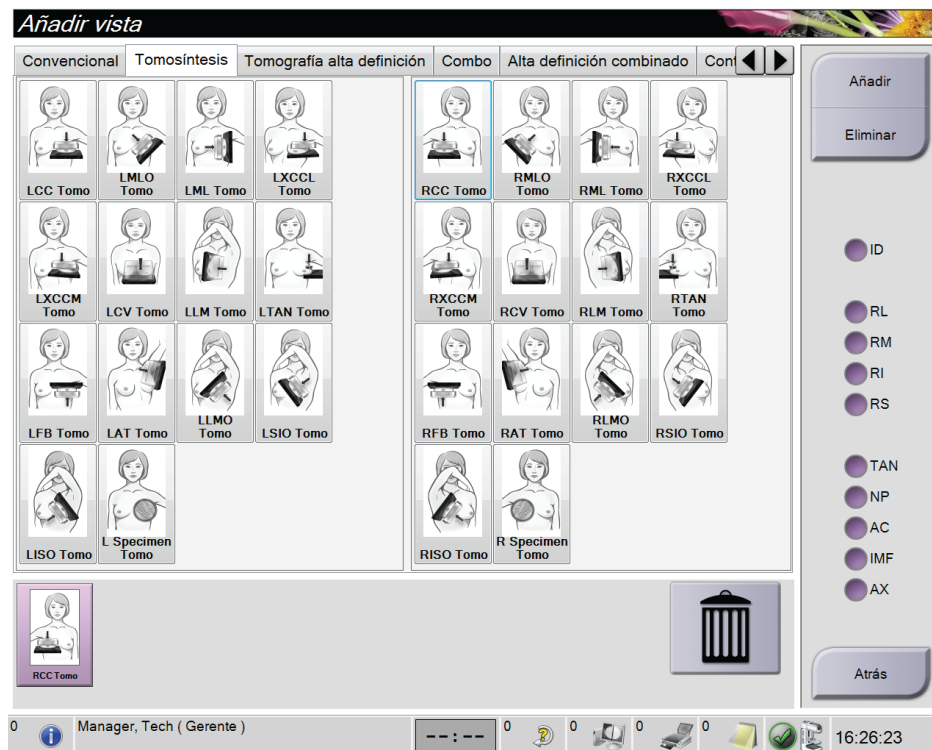 Añadir vista
Convencional Tomosíntesis Tomografía alta definición Combo Alta definición combinado
LCC Tomo
LMLO Tomo
LML Tomo
LXCCL Tomo
RCC Tomo
RMLO Tomo
RML Tomo
RXCCL Tomo
LXCCM Tomo
LCV Tomo
LLM Tomo
LTAN Tomo
RXCCM Tomo
RCV Tomo
RLM Tomo
RTAN Tomo
LFB Tomo
LAT Tomo
LLMO Tomo
LSIO Tomo
RFB Tomo
RAT Tomo
RLMO Tomo
RSIO Tomo
LISO Tomo
L Specimen Tomo
RISO Tomo
R Specimen Tomo
RCC Tomo
Añadir
Eliminar
ID
RL
RM
RI
RS
TAN
NP
AC
IMF
AX
Atrás
0 Manager, Tech ( Gerente ) --:-- 0 0 0 0 16:26:23